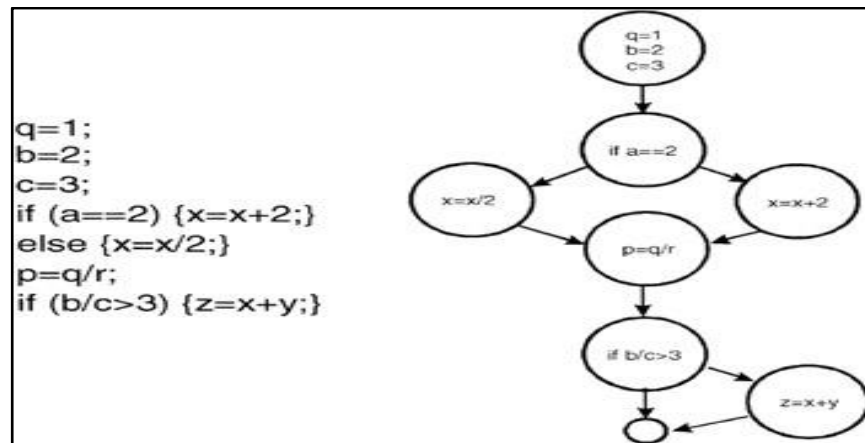 q=1;
b=2;
c=3;
if (a==2) {x=x+2;}
else {x=x/2;}
p=q/r;
if (b/c>3) {z=x+y;}
q=1
b=2
c=3
if a==2
x=x/2
x=x+2
p=q/r
if b/c>3
z=x+y